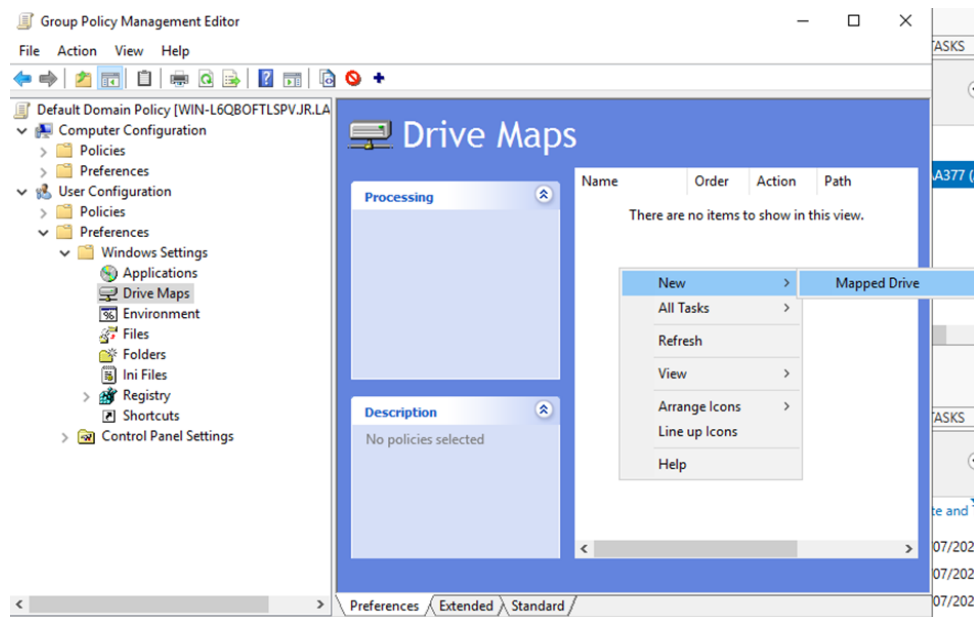 Group Policy Management Editor
File Action View Help
Default Domain Policy [WIN-L6QBOFTLSPV.JR.LA
Computer Configuration
Policies
Preferences
User Configuration
Policies
Preferences
Windows Settings
Applications
Drive Maps
Environment
Files
Folders
Ini Files
Registry
Shortcuts
Control Panel Settings
Drive Maps
Processing
Description
No policies selected
Name Order Action Path
There are no items to show in this view.
New
Mapped Drive
All Tasks
Refresh
View
Arrange Icons
Line up Icons
Help
Preferences Extended Standard
TASKS
A377 (
TASKS
te and
07/202
07/202
07/202